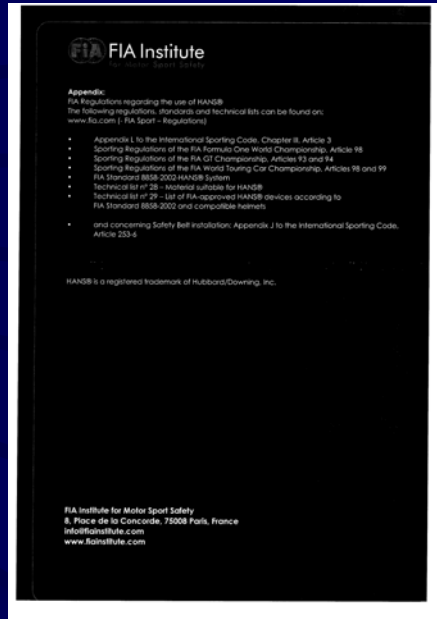 FiA FIA Institute
For Motor Sport Safety
Appendix:
FIA Regulations regarding the use of HANS®
The following regulations, standards and technical lists can be found on:
www.fia.com (- FIA Sport – Regulations)
• Appendix L to the International Sporting Code, Chapter III, Article 3
• Sporting Regulations of the FIA Formula One World Championship, Article 98
• Sporting Regulations of the FIA GT Championship, Articles 93 and 94
• Sporting Regulations of the FIA World Touring Car Championship, Articles 98 and 99
• FIA Standard 8858-2002-HANS® System
• Technical list n° 28 – Material suitable for HANS®
• Technical list n° 29 – List of FIA-approved HANS® devices according to
FIA Standard 8858-2002 and compatible helmets
• and concerning Safety Belt installation: Appendix J to the International Sporting Code,
Article 253-6
HANS® is a registered trademark of Hubbard/Downing, Inc.
FIA Institute for Motor Sport Safety
8, Place de la Concorde, 75008 Paris, France
info@fiainstitute.com
www.fiainstitute.com